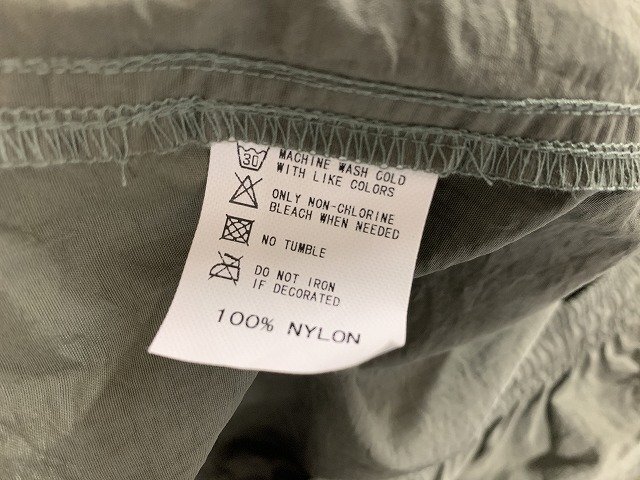 30 MACHINE WASH COLD
WITH LIKE COLORS
ONLY NON-CHLORINE
BLEACH WHEN NEEDED
NO TUMBLE
DO NOT IRON
IF DECORATED
100% NYLON